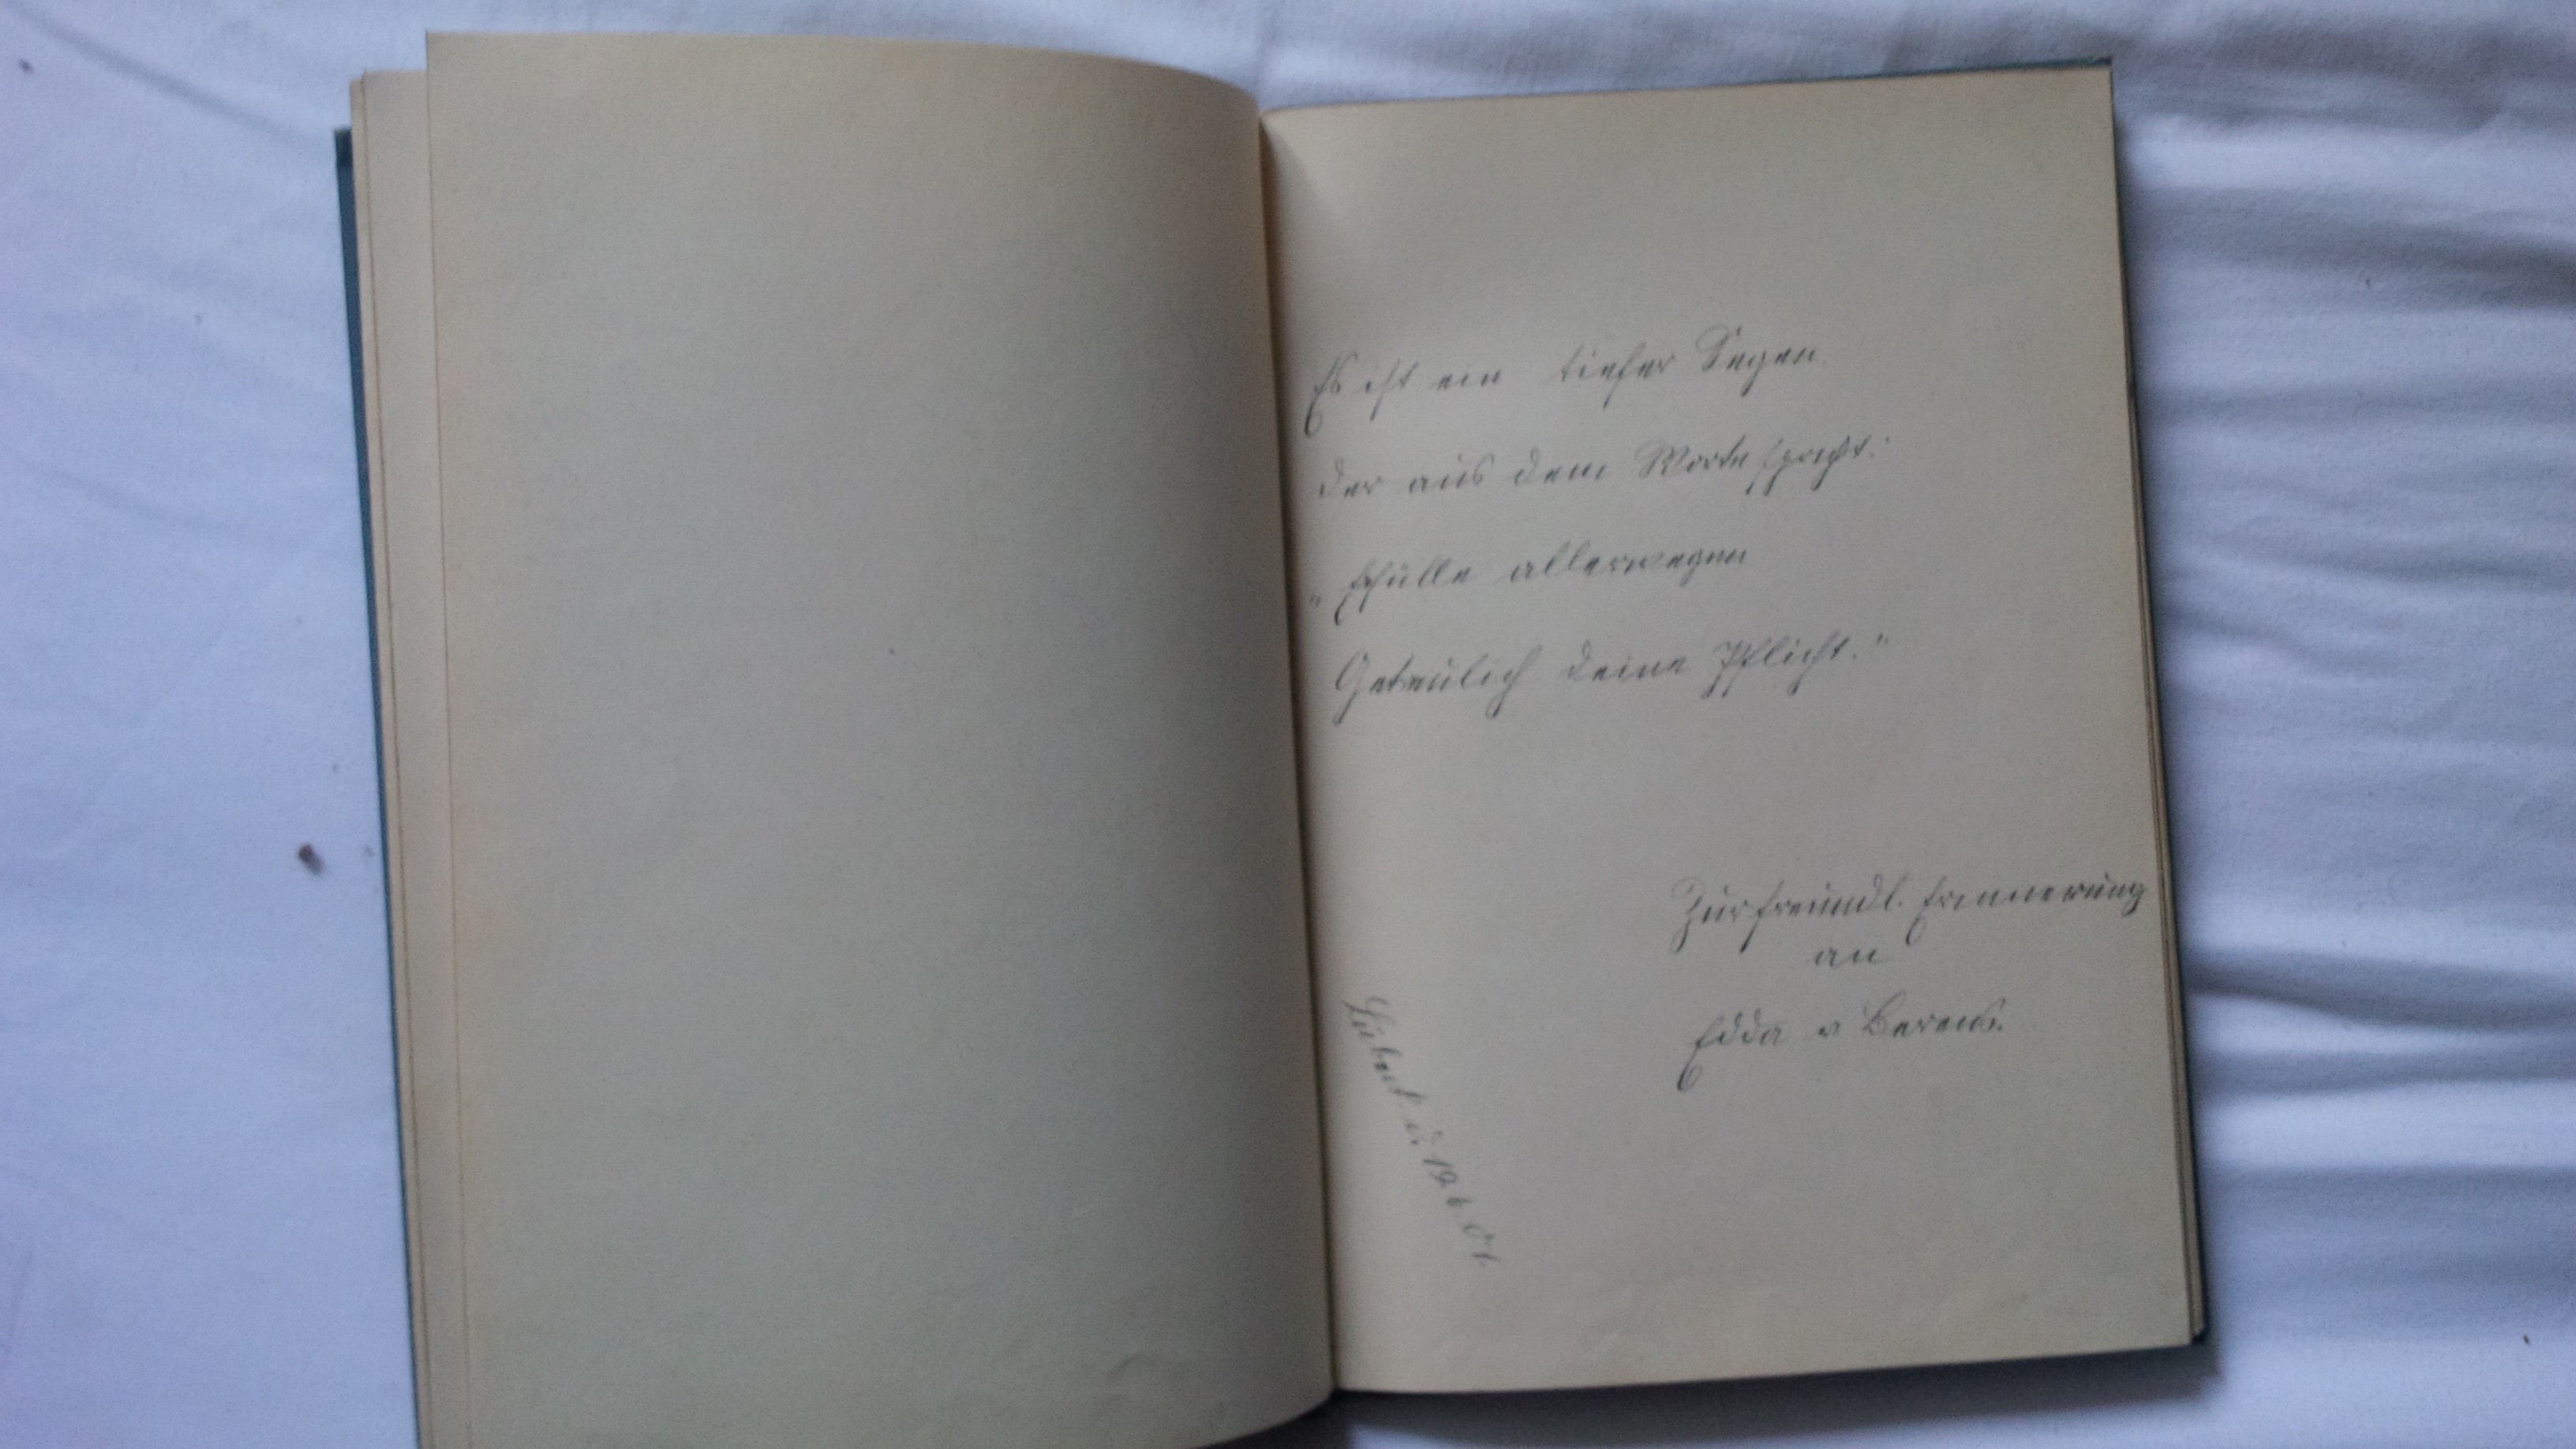 Es ist ein tiefer Segen
der aus dem Worte spricht:
„Erfülle allerwegen
Getreulich deine Pflicht."
Zur freundl. Erinnerung
an
Edda v